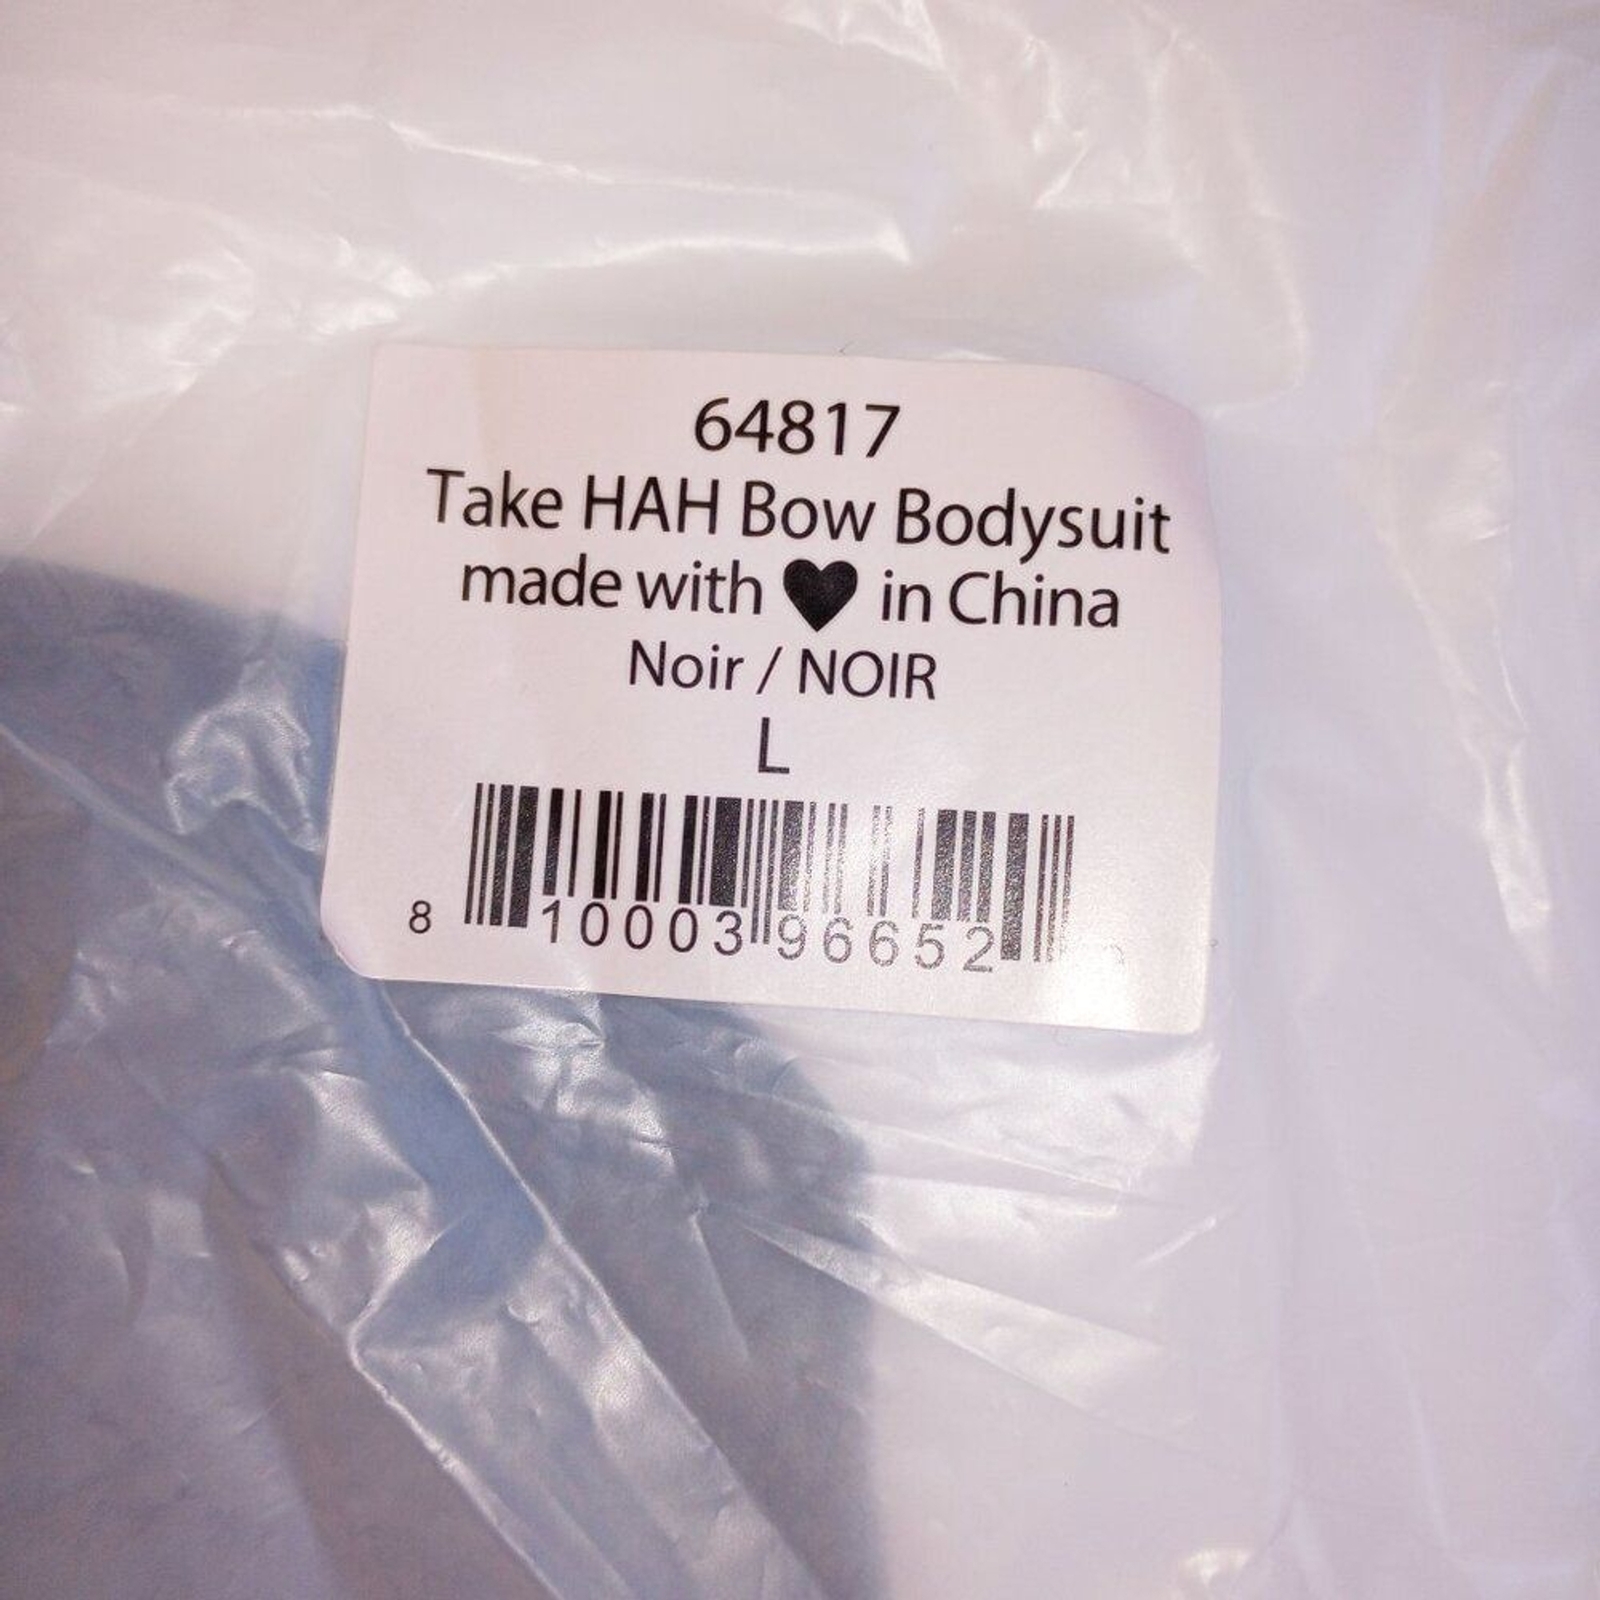 64817
Take HAH Bow Bodysuit
made with ♥ in China
Noir / NOIR
L
8 10003 96652